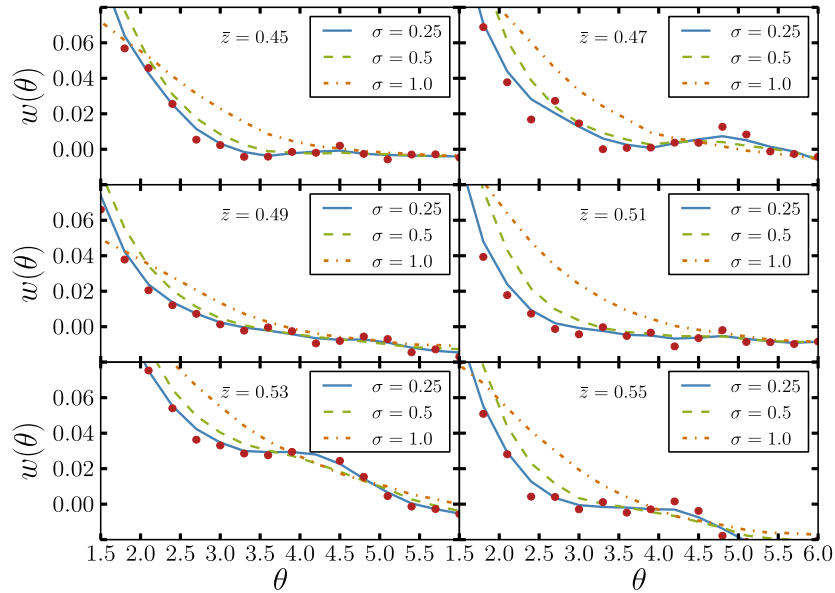 w(θ)
0.06
0.04
0.02
0.00
z̄ = 0.45
σ = 0.25
σ = 0.5
σ = 1.0
z̄ = 0.47
σ = 0.25
σ = 0.5
σ = 1.0
w(θ)
0.06
0.04
0.02
0.00
z̄ = 0.49
σ = 0.25
σ = 0.5
σ = 1.0
z̄ = 0.51
σ = 0.25
σ = 0.5
σ = 1.0
w(θ)
0.06
0.04
0.02
0.00
z̄ = 0.53
σ = 0.25
σ = 0.5
σ = 1.0
z̄ = 0.55
σ = 0.25
σ = 0.5
σ = 1.0
1.5 2.0 2.5 3.0 3.5 4.0 4.5 5.0 5.5 1.5 2.0 2.5 3.0 3.5 4.0 4.5 5.0 5.5 6.0
θ θ